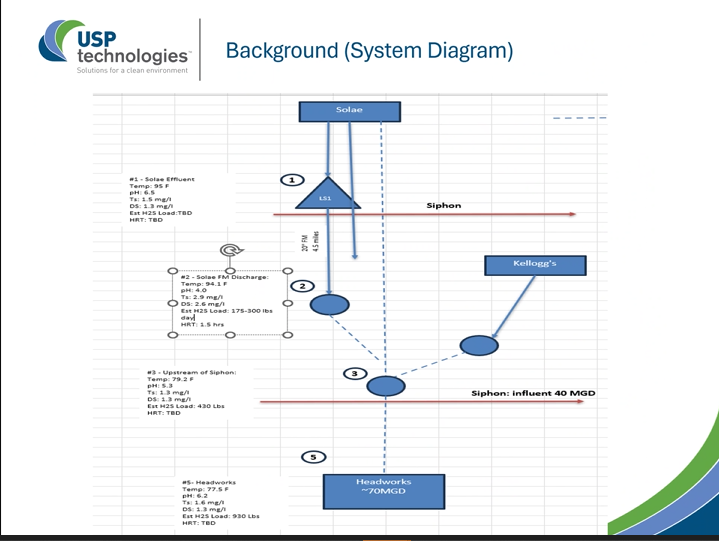 USP
technologies™
Solutions for a clean environment
Background (System Diagram)
Solae
1
#1 - Solae Effluent
Temp: 95 F
pH: 6.5
Ts: 1.5 mg/l
DS: 1.3 mg/l
Est H2S Load:TBD
HRT: TBD
LS1
Siphon
20" FM
4.5 miles
Kellogg's
#2 - Solae FM Discharge:
Temp: 94.1 F
pH: 4.0
Ts: 2.9 mg/l
DS: 2.6 mg/l
Est H2S Load: 175-300 lbs
day
HRT: 1.5 hrs
2
3
#3 - Upstream of Siphon:
Temp: 79.2 F
pH: 5.3
Ts: 1.3 mg/l
DS: 1.3 mg/l
Est H2S Load: 430 Lbs
HRT: TBD
Siphon: influent 40 MGD
5
#5- Headworks
Temp: 77.5 F
pH: 6.2
Ts: 1.6 mg/l
DS: 1.3 mg/l
Est H2S Load: 930 Lbs
HRT: TBD
Headworks
~70MGD